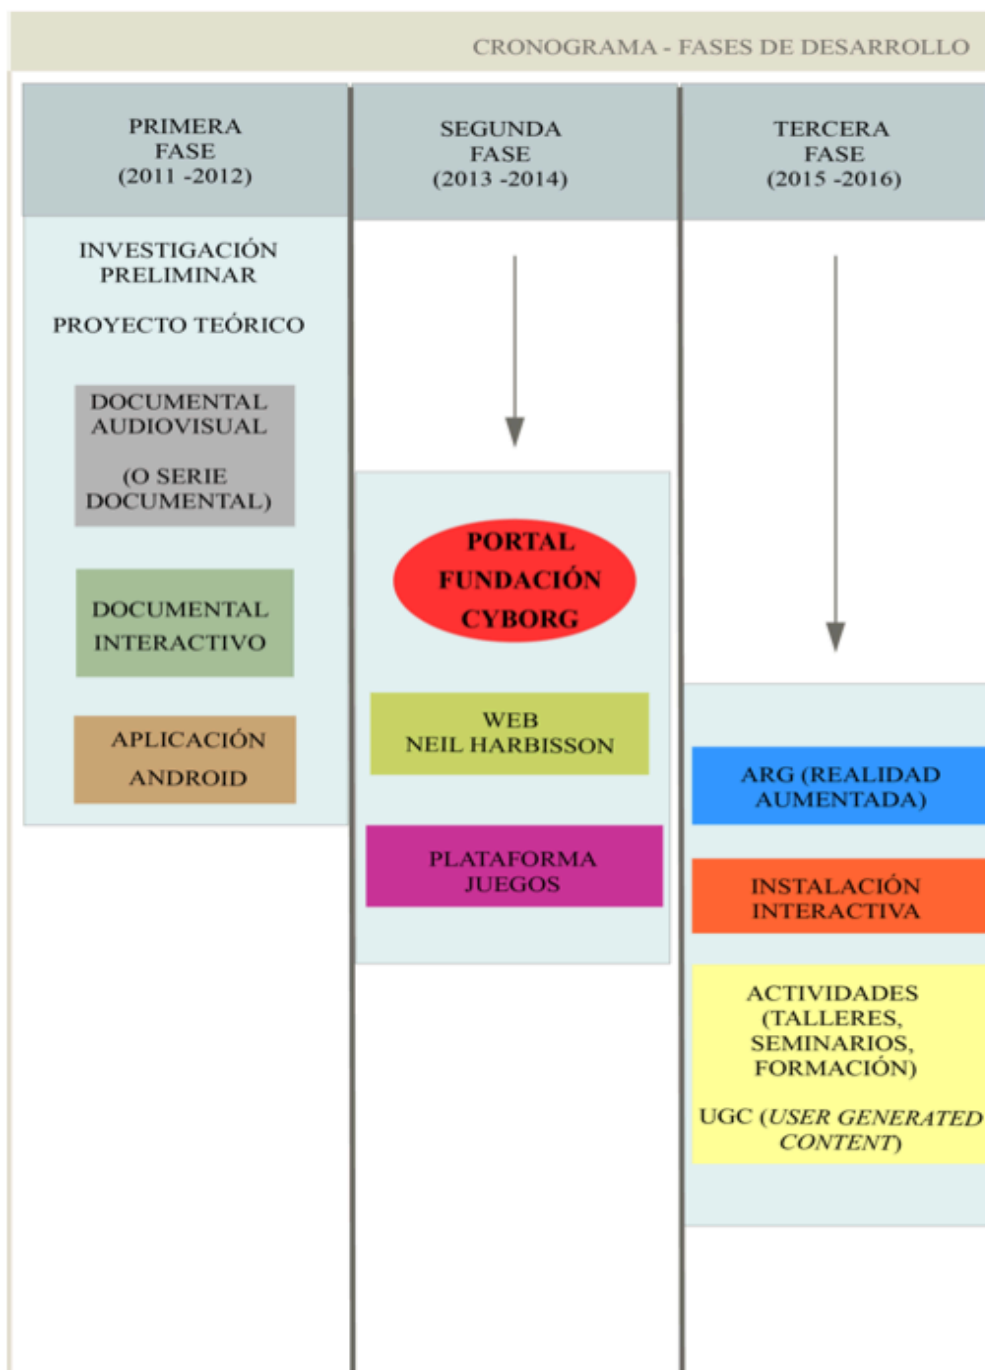 CRONOGRAMA - FASES DE DESARROLLO
PRIMERA
FASE
(2011 -2012)
INVESTIGACIÓN
PRELIMINAR
PROYECTO TEÓRICO
DOCUMENTAL
AUDIOVISUAL
(O SERIE
DOCUMENTAL)
DOCUMENTAL
INTERACTIVO
APLICACIÓN
ANDROID
SEGUNDA
FASE
(2013 -2014)
PORTAL
FUNDACIÓN
CYBORG
WEB
NEIL HARBISSON
PLATAFORMA
JUEGOS
TERCERA
FASE
(2015 -2016)
ARG (REALIDAD
AUMENTADA)
INSTALACIÓN
INTERACTIVA
ACTIVIDADES
(TALLERES,
SEMINARIOS,
FORMACIÓN)
UGC (USER GENERATED
CONTENT)